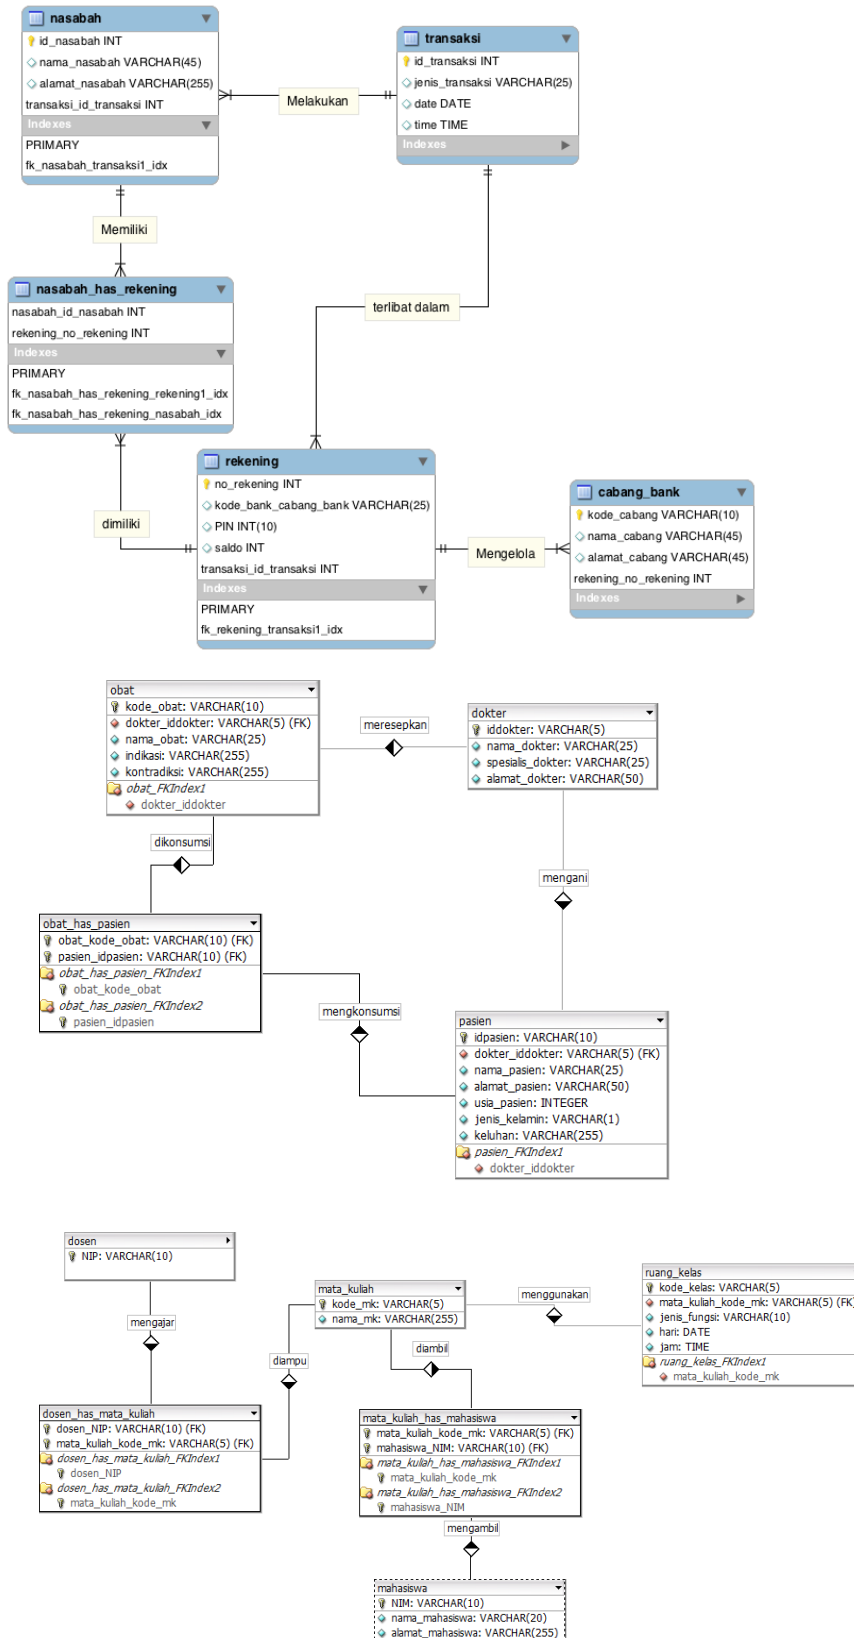 nasabah
id_nasabah INT
nama_nasabah VARCHAR(45)
alamat_nasabah VARCHAR(255)
transaksi_id_transaksi INT
Indexes
PRIMARY
fk_nasabah_transaksi1_idx
Melakukan
transaksi
id_transaksi INT
jenis_transaksi VARCHAR(25)
date DATE
time TIME
Indexes
Memiliki
terlibat dalam
nasabah_has_rekening
nasabah_id_nasabah INT
rekening_no_rekening INT
Indexes
PRIMARY
fk_nasabah_has_rekening_rekening1_idx
fk_nasabah_has_rekening_nasabah_idx
dimiliki
rekening
no_rekening INT
kode_bank_cabang_bank VARCHAR(25)
PIN INT(10)
saldo INT
transaksi_id_transaksi INT
Indexes
PRIMARY
fk_rekening_transaksi1_idx
Mengelola
cabang_bank
kode_cabang VARCHAR(10)
nama_cabang VARCHAR(45)
alamat_cabang VARCHAR(45)
rekening_no_rekening INT
Indexes
obat
kode_obat: VARCHAR(10)
dokter_iddokter: VARCHAR(5) (FK)
nama_obat: VARCHAR(25)
indikasi: VARCHAR(255)
kontradiksi: VARCHAR(255)
obat_FKIndex1
dokter_iddokter
meresepkan
dokter
iddokter: VARCHAR(5)
nama_dokter: VARCHAR(25)
spesialis_dokter: VARCHAR(25)
alamat_dokter: VARCHAR(50)
dikonsumsi
mengani
obat_has_pasien
obat_kode_obat: VARCHAR(10) (FK)
pasien_idpasien: VARCHAR(10) (FK)
obat_has_pasien_FKIndex1
obat_kode_obat
obat_has_pasien_FKIndex2
pasien_idpasien
mengkonsumsi
pasien
idpasien: VARCHAR(10)
dokter_iddokter: VARCHAR(5) (FK)
nama_pasien: VARCHAR(25)
alamat_pasien: VARCHAR(50)
usia_pasien: INTEGER
jenis_kelamin: VARCHAR(1)
keluhan: VARCHAR(255)
pasien_FKIndex1
dokter_iddokter
dosen
NIP: VARCHAR(10)
mengajar
mata_kuliah
kode_mk: VARCHAR(5)
nama_mk: VARCHAR(255)
menggunakan
ruang_kelas
kode_kelas: VARCHAR(5)
mata_kuliah_kode_mk: VARCHAR(5) (FK)
jenis_fungsi: VARCHAR(10)
hari: DATE
jam: TIME
ruang_kelas_FKIndex1
mata_kuliah_kode_mk
diampu
diambil
dosen_has_mata_kuliah
dosen_NIP: VARCHAR(10) (FK)
mata_kuliah_kode_mk: VARCHAR(5) (FK)
dosen_has_mata_kuliah_FKIndex1
dosen_NIP
dosen_has_mata_kuliah_FKIndex2
mata_kuliah_kode_mk
mata_kuliah_has_mahasiswa
mata_kuliah_kode_mk: VARCHAR(5) (FK)
mahasiswa_NIM: VARCHAR(10) (FK)
mata_kuliah_has_mahasiswa_FKIndex1
mata_kuliah_kode_mk
mata_kuliah_has_mahasiswa_FKIndex2
mahasiswa_NIM
mengambil
mahasiswa
NIM: VARCHAR(10)
nama_mahasiswa: VARCHAR(20)
alamat_mahasiswa: VARCHAR(255)